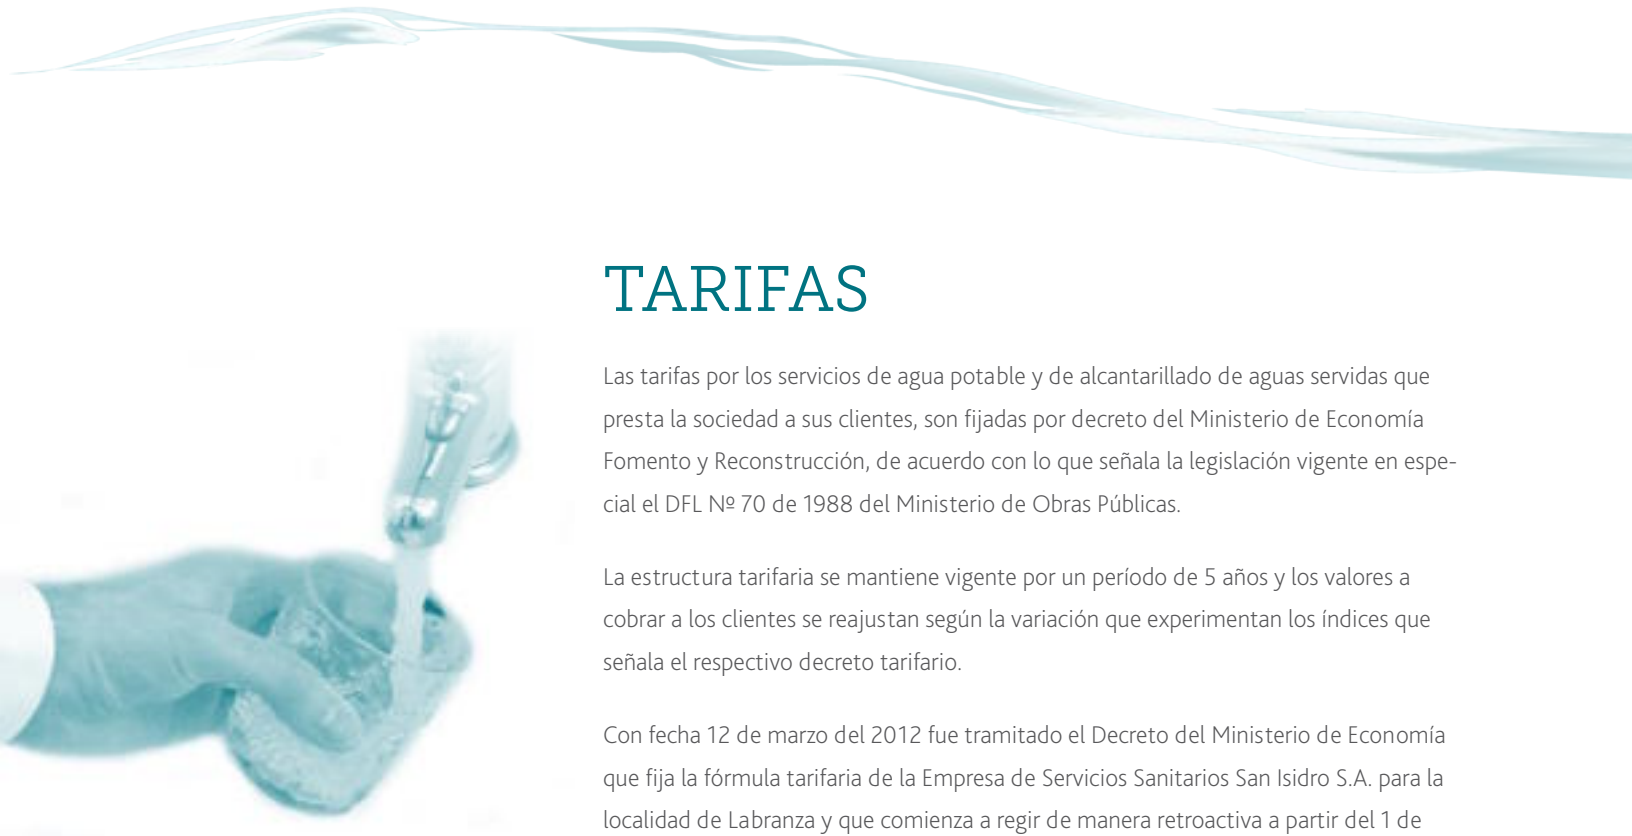 TARIFAS
Las tarifas por los servicios de agua potable y de alcantarillado de aguas servidas que
presta la sociedad a sus clientes, son fijadas por decreto del Ministerio de Economía
Fomento y Reconstrucción, de acuerdo con lo que señala la legislación vigente en espe-
cial el DFL Nº 70 de 1988 del Ministerio de Obras Públicas.
La estructura tarifaria se mantiene vigente por un período de 5 años y los valores a
cobrar a los clientes se reajustan según la variación que experimentan los índices que
señala el respectivo decreto tarifario.
Con fecha 12 de marzo del 2012 fue tramitado el Decreto del Ministerio de Economía
que fija la fórmula tarifaria de la Empresa de Servicios Sanitarios San Isidro S.A. para la
localidad de Labranza y que comienza a regir de manera retroactiva a partir del 1 de